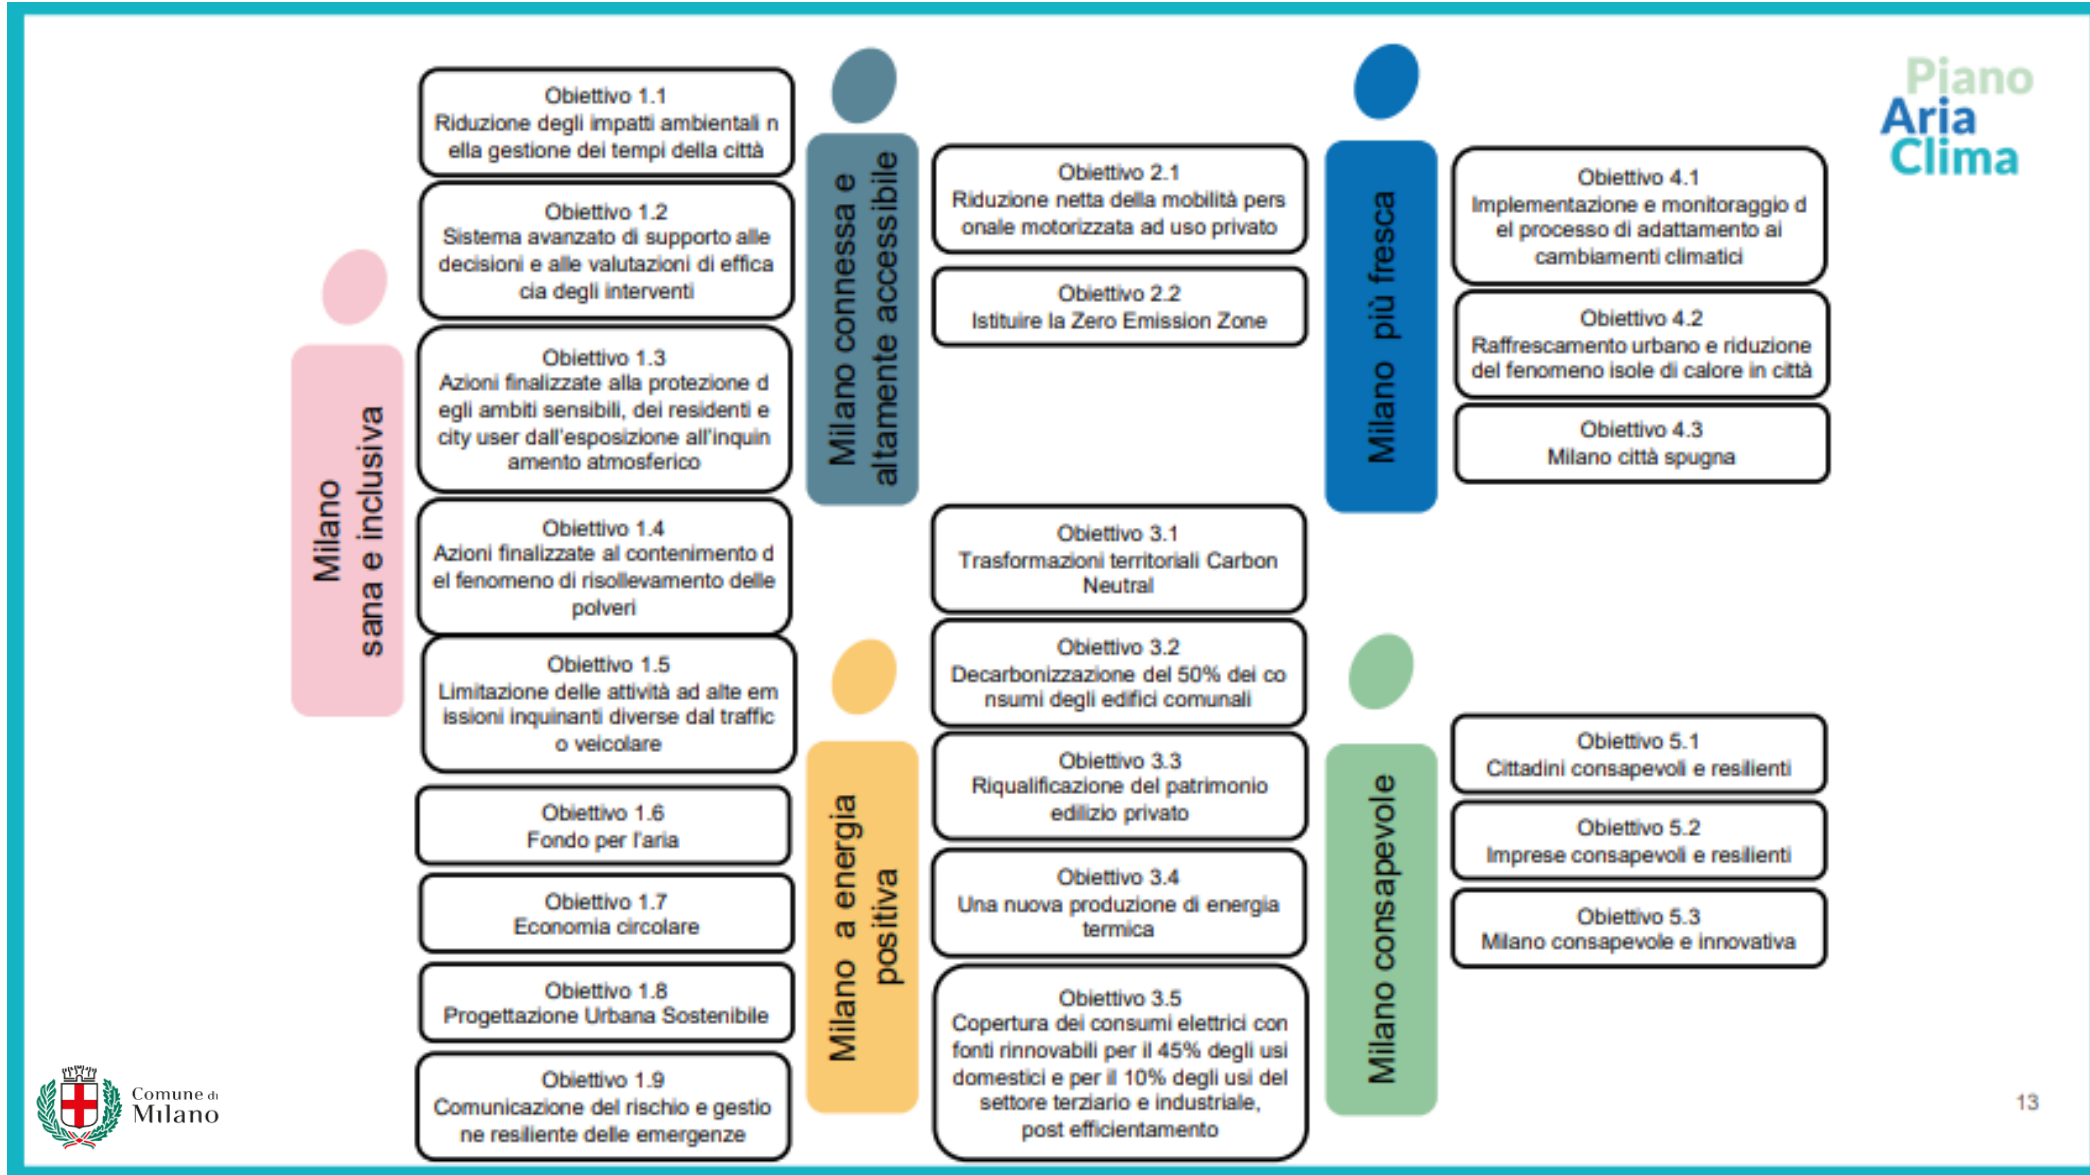 Piano
Aria
Clima
Milano
sana e inclusiva
Obiettivo 1.1
Riduzione degli impatti ambientali n
ella gestione dei tempi della città
Obiettivo 1.2
Sistema avanzato di supporto alle
decisioni e alle valutazioni di effica
cia degli interventi
Obiettivo 1.3
Azioni finalizzate alla protezione d
egli ambiti sensibili, dei residenti e
city user dall'esposizione all'inquin
amento atmosferico
Obiettivo 1.4
Azioni finalizzate al contenimento d
el fenomeno di risollevamento delle
polveri
Obiettivo 1.5
Limitazione delle attività ad alte em
issioni inquinanti diverse dal traffic
o veicolare
Obiettivo 1.6
Fondo per l'aria
Obiettivo 1.7
Economia circolare
Obiettivo 1.8
Progettazione Urbana Sostenibile
Obiettivo 1.9
Comunicazione del rischio e gestio
ne resiliente delle emergenze
Milano connessa e
altamente accessibile
Obiettivo 2.1
Riduzione netta della mobilità pers
onale motorizzata ad uso privato
Obiettivo 2.2
Istituire la Zero Emission Zone
Milano a energia
positiva
Obiettivo 3.1
Trasformazioni territoriali Carbon
Neutral
Obiettivo 3.2
Decarbonizzazione del 50% dei co
nsumi degli edifici comunali
Obiettivo 3.3
Riqualificazione del patrimonio
edilizio privato
Obiettivo 3.4
Una nuova produzione di energia
termica
Obiettivo 3.5
Copertura dei consumi elettrici con
fonti rinnovabili per il 45% degli usi
domestici e per il 10% degli usi del
settore terziario e industriale,
post efficientamento
Milano più fresca
Obiettivo 4.1
Implementazione e monitoraggio d
el processo di adattamento ai
cambiamenti climatici
Obiettivo 4.2
Raffrescamento urbano e riduzione
del fenomeno isole di calore in città
Obiettivo 4.3
Milano città spugna
Milano consapevole
Obiettivo 5.1
Cittadini consapevoli e resilienti
Obiettivo 5.2
Imprese consapevoli e resilienti
Obiettivo 5.3
Milano consapevole e innovativa
Comune di
Milano
13